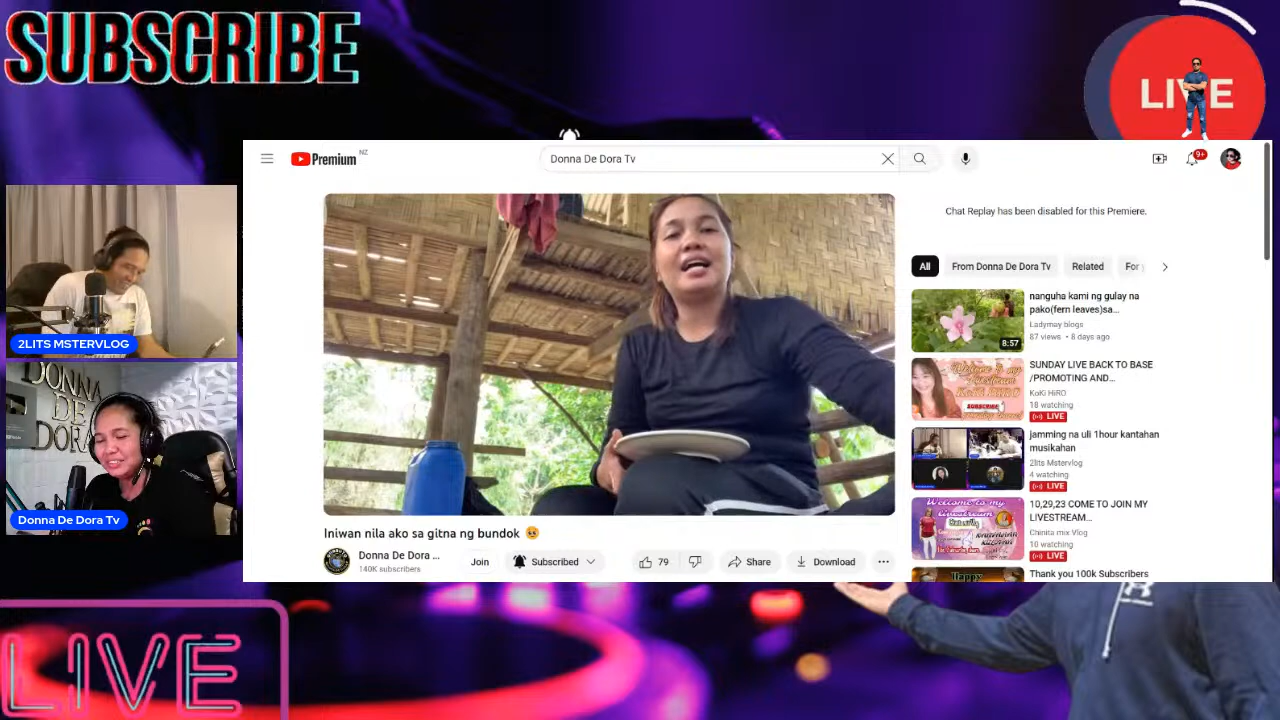 SUBSCRIBE
LIVE
Premium NZ
Donna De Dora Tv
9+
Chat Replay has been disabled for this Premiere.
All
From Donna De Dora Tv
Related
For
nanguha kami ng gulay na
pako(fern leaves)sa...
Ladymay blogs
87 views • 8 days ago
8:57
SUNDAY LIVE BACK TO BASE
/PROMOTING AND...
KoKi HiRO
18 watching
LIVE
jamming na uli 1hour kantahan
musikahan
2lits Mstervlog
4 watching
LIVE
10,29,23 COME TO JOIN MY
LIVESTREAM...
Chinita mix Vlog
10 watching
LIVE
Thank you 100k Subscribers
2LITS MSTERVLOG
DONNA
DE
DORA
Donna De Dora Tv
Iniwan nila ako sa gitna ng bundok
Donna De Dora ...
140K subscribers
Join
Subscribed
79
Share
Download
LIVE